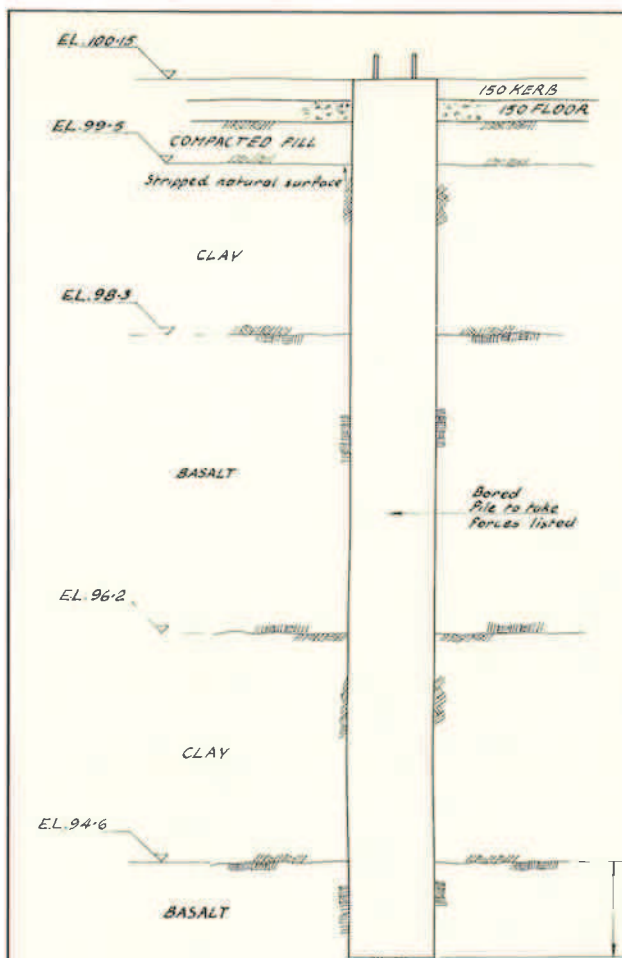 EL.100·15
150 KERB
150 FLOOR
EL.99·5
COMPACTED FILL
Stripped natural surface
CLAY
EL.98·3
BASALT
Bored
Pile to take
forces listed
EL.96·2
CLAY
EL.94·6
BASALT